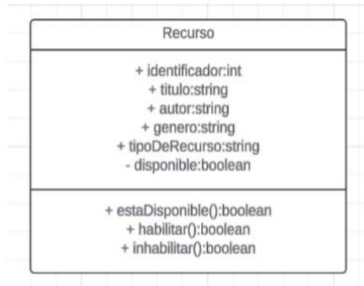 Recurso
+ identificador:int
+ titulo:string
+ autor:string
+ genero:string
+ tipoDeRecurso:string
- disponible:boolean
+ estaDisponible():boolean
+ habilitar():boolean
+ inhabilitar():boolean